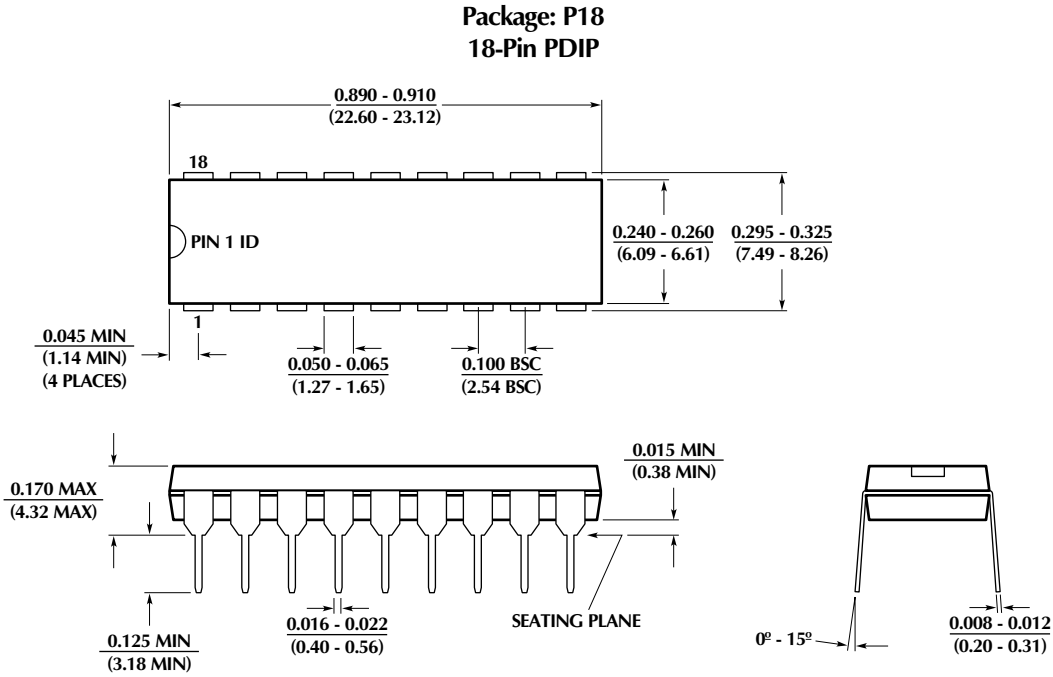 Package: P18
18-Pin PDIP
0.890 - 0.910
(22.60 - 23.12)
18
PIN 1 ID
0.240 - 0.260
(6.09 - 6.61)
0.295 - 0.325
(7.49 - 8.26)
1
0.045 MIN
(1.14 MIN)
(4 PLACES)
0.050 - 0.065
(1.27 - 1.65)
0.100 BSC
(2.54 BSC)
0.015 MIN
(0.38 MIN)
0.170 MAX
(4.32 MAX)
SEATING PLANE
0.016 - 0.022
(0.40 - 0.56)
0.125 MIN
(3.18 MIN)
0º - 15º
0.008 - 0.012
(0.20 - 0.31)